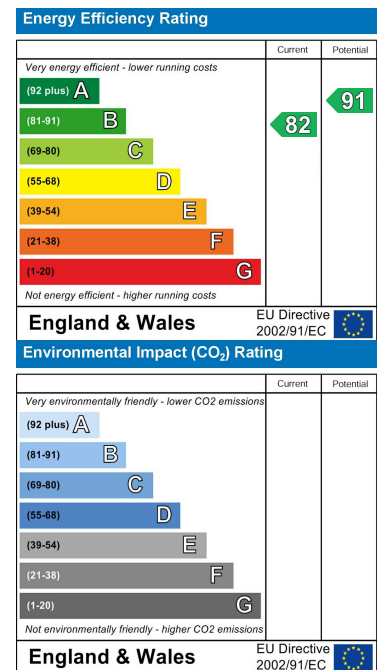 Energy Efficiency Rating
Current Potential
Very energy efficient - lower running costs
(92 plus) A
(81-91) B
(69-80) C
(55-68) D
(39-54) E
(21-38) F
(1-20) G
82
91
Not energy efficient - higher running costs
England & Wales
EU Directive
2002/91/EC
Environmental Impact (CO₂) Rating
Current Potential
Very environmentally friendly - lower CO2 emissions
(92 plus) A
(81-91) B
(69-80) C
(55-68) D
(39-54) E
(21-38) F
(1-20) G
Not environmentally friendly - higher CO2 emissions
England & Wales
EU Directive
2002/91/EC